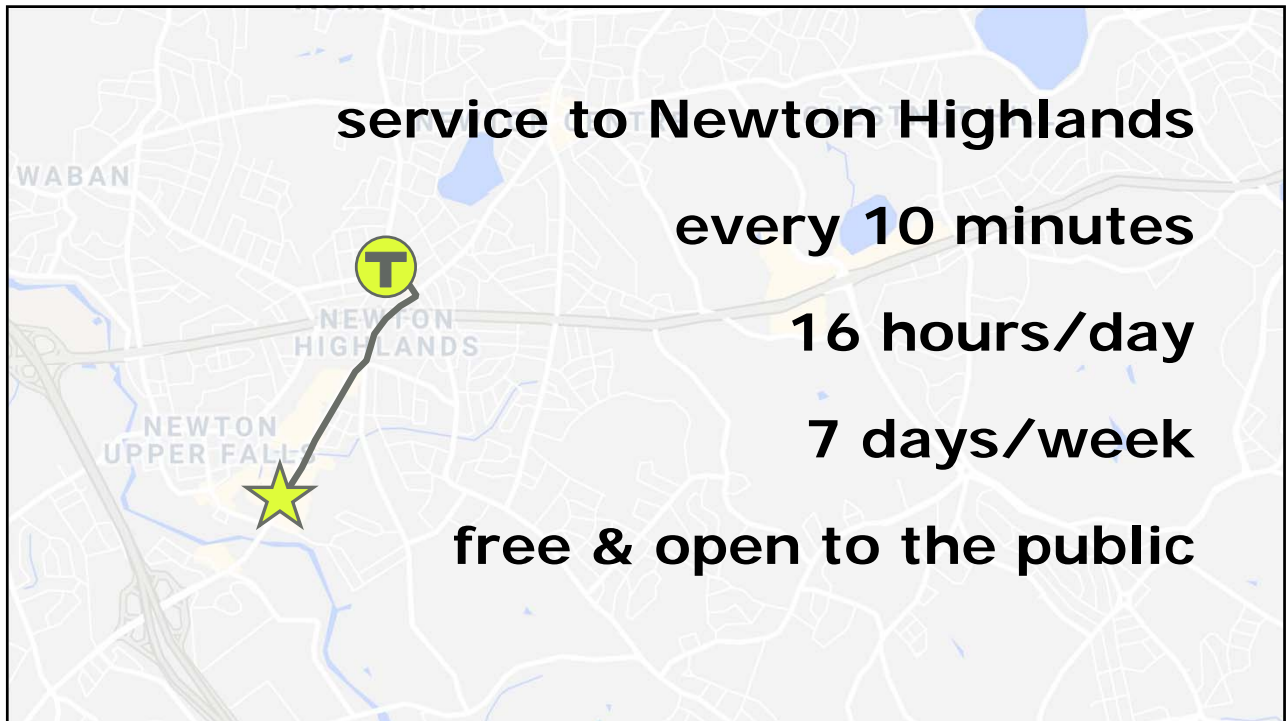 service to Newton Highlands
every 10 minutes
WABAN
T
16 hours/day
NEWTON
HIGHLANDS
7 days/week
NEWTON
UPPER FALLS
free & open to the public